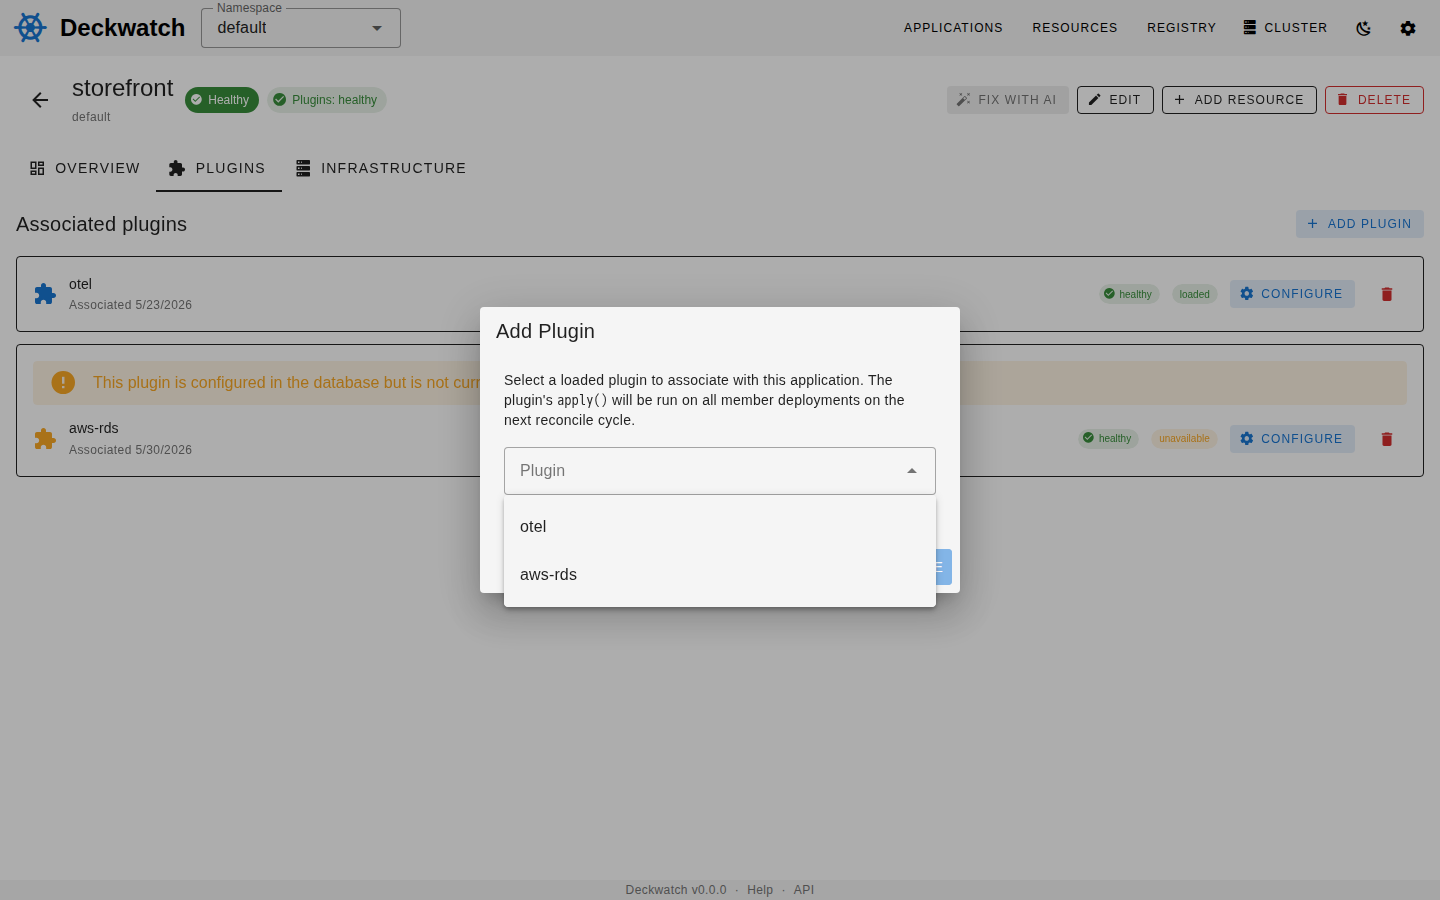 Deckwatch
Namespace
default
APPLICATIONS
RESOURCES
REGISTRY
CLUSTER
storefront
default
Healthy
Plugins: healthy
FIX WITH AI
EDIT
ADD RESOURCE
DELETE
OVERVIEW
PLUGINS
INFRASTRUCTURE
Associated plugins
ADD PLUGIN
otel
Associated 5/23/2026
healthy
loaded
CONFIGURE
This plugin is configured in the database but is not
aws-rds
Associated 5/30/2026
healthy
unavailable
CONFIGURE
Add Plugin
Select a loaded plugin to associate with this application. The
plugin's apply() will be run on all member deployments on the
next reconcile cycle.
Plugin
otel
aws-rds
Deckwatch v0.0.0 · Help · API